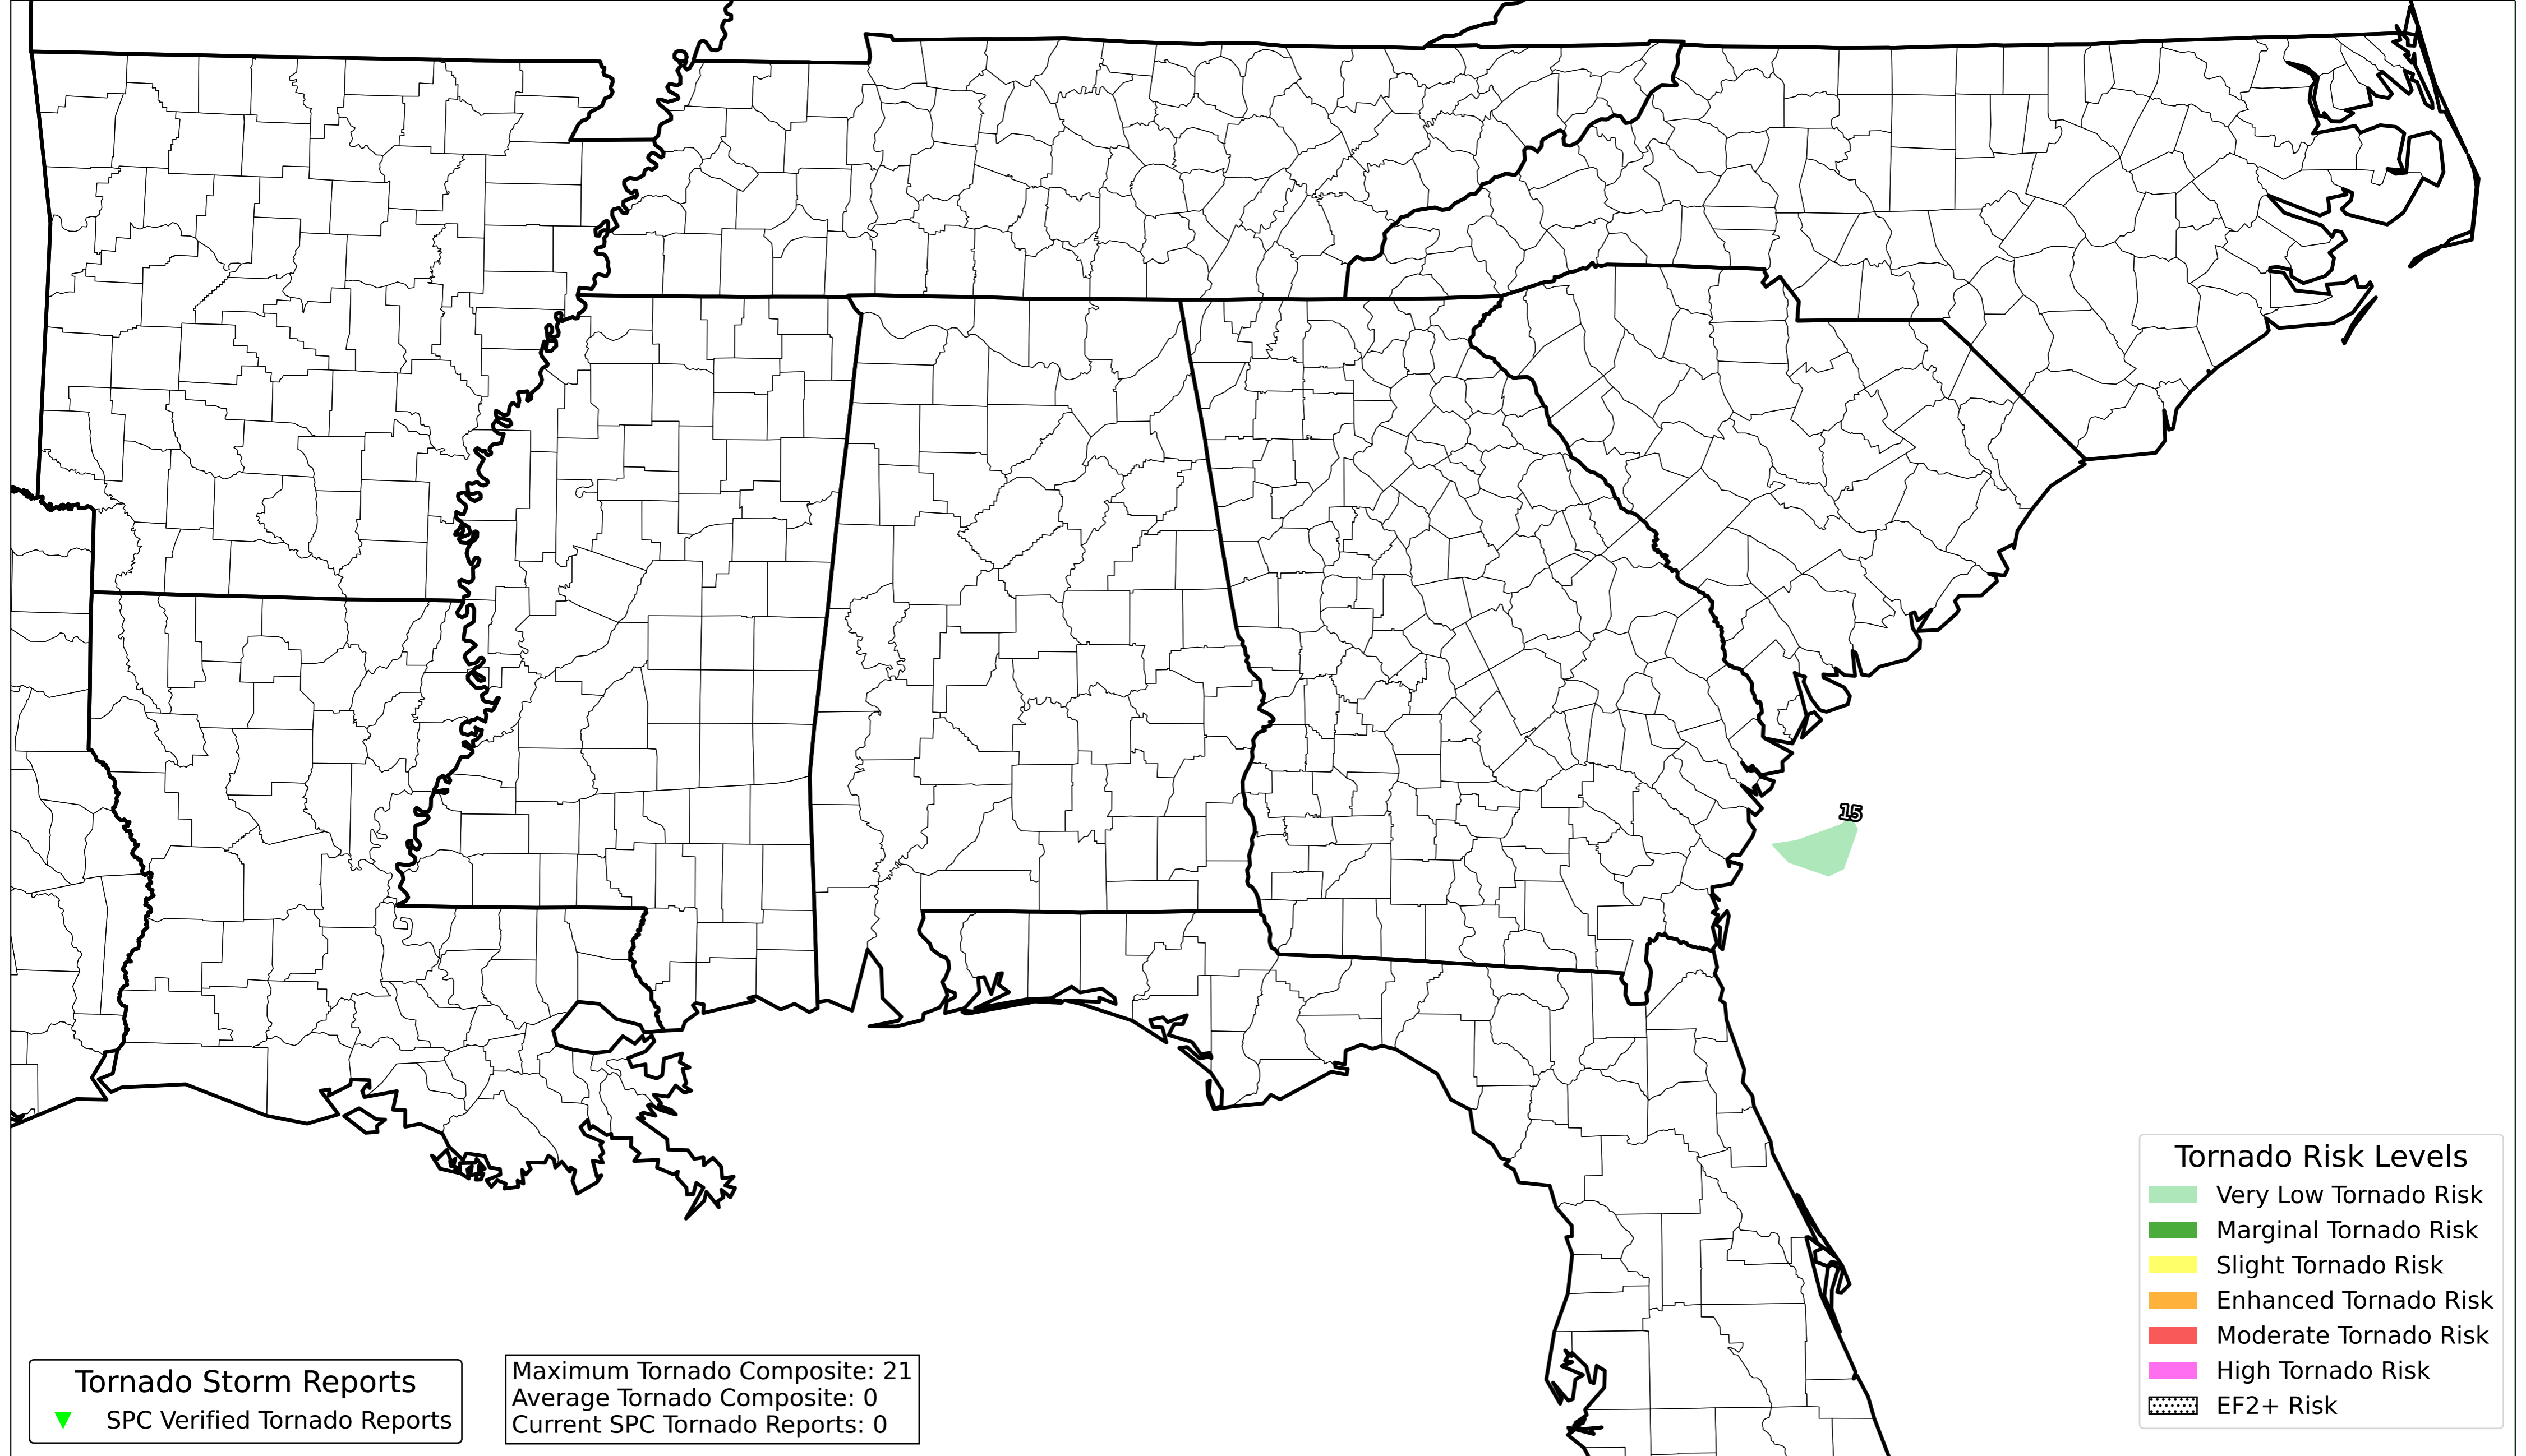 15
Tornado Risk Levels
Very Low Tornado Risk
Marginal Tornado Risk
Slight Tornado Risk
Enhanced Tornado Risk
Moderate Tornado Risk
High Tornado Risk
EF2+ Risk
Tornado Storm Reports
SPC Verified Tornado Reports
Maximum Tornado Composite: 21
Average Tornado Composite: 0
Current SPC Tornado Reports: 0